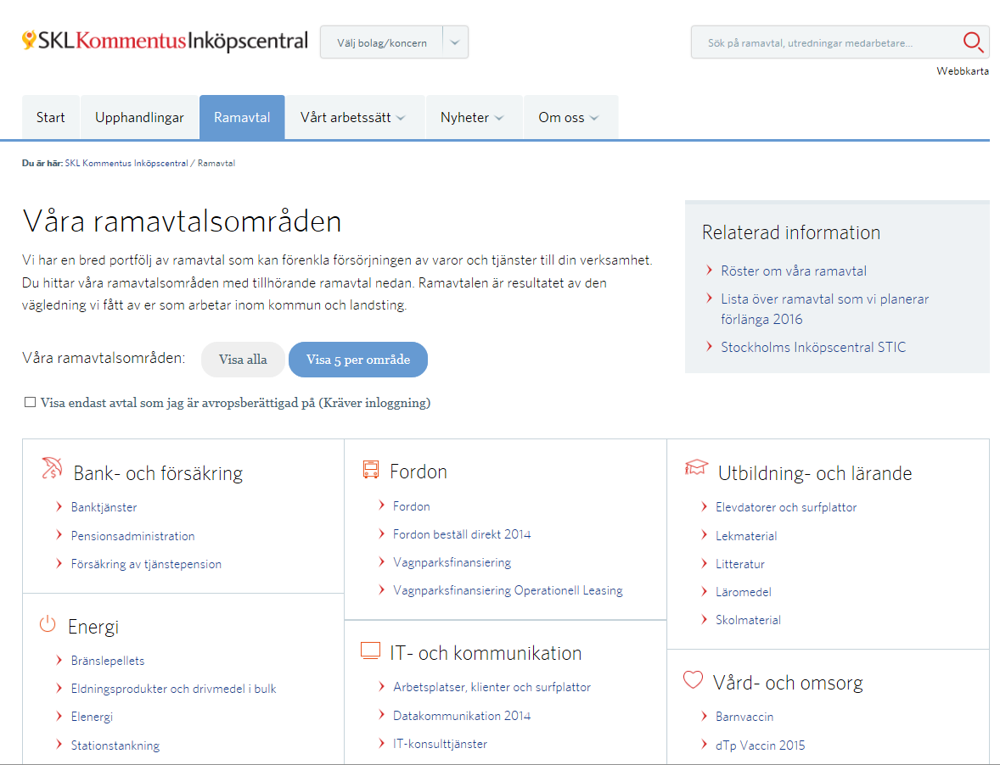 SKLKommentusInköpscentral
Välj bolag/koncern
Sök på ramavtal, utredningar medarbetare...
Webbkarta
Start
Upphandlingar
Ramavtal
Vårt arbetssätt
Nyheter
Om oss
Du är här: SKL Kommentus Inköpscentral / Ramavtal
Våra ramavtalsområden
Vi har en bred portfölj av ramavtal som kan förenkla försörjningen av varor och tjänster till din verksamhet.
Du hittar våra ramavtalsområden med tillhörande ramavtal nedan. Ramavtalen är resultatet av den
vägledning vi fått av er som arbetar inom kommun och landsting.
Relaterad information
Röster om våra ramavtal
Lista över ramavtal som vi planerar
förlänga 2016
Stockholms Inköpscentral STIC
Våra ramavtalsområden:
Visa alla
Visa 5 per område
Visa endast avtal som jag är avropsberättigad på (Kräver inloggning)
Bank- och försäkring
Banktjänster
Pensionsadministration
Försäkring av tjänstepension
Energi
Bränslepellets
Eldningsprodukter och drivmedel i bulk
Elenergi
Stationstankning
Fordon
Fordon
Fordon beställ direkt 2014
Vagnparksfinansiering
Vagnparksfinansiering Operationell Leasing
IT- och kommunikation
Arbetsplatser, klienter och surfplattor
Datakommunikation 2014
IT-konsulttjänster
Utbildning- och lärande
Elevdatorer och surfplattor
Lekmaterial
Litteratur
Läromedel
Skolmaterial
Vård- och omsorg
Barnvaccin
dTp Vaccin 2015